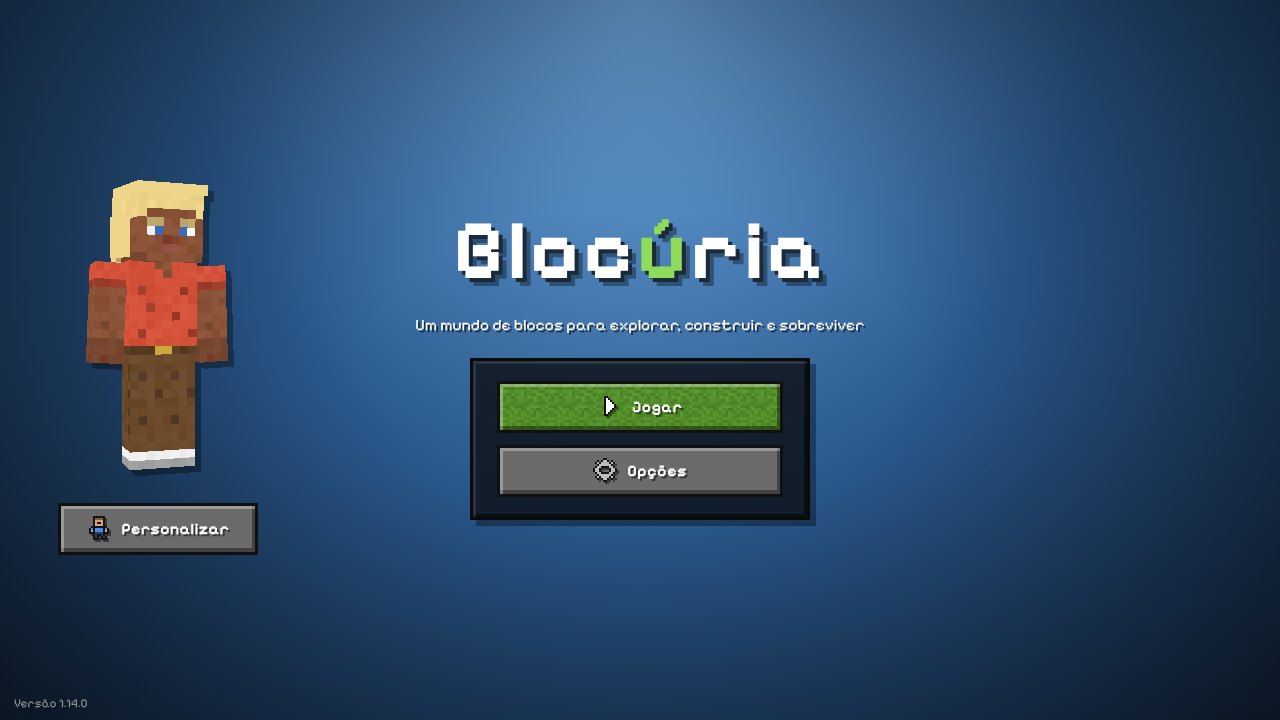 Blocúria
Um mundo de blocos para explorar, construir e sobreviver
Jogar
Opções
Personalizar
Versão 1.14.0